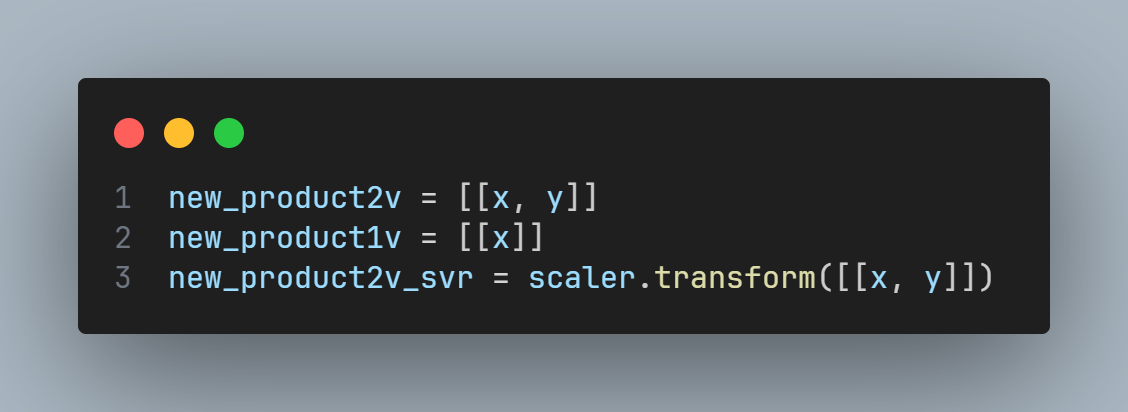 1 new_product2v = [[x, y]]
2 new_product1v = [[x]]
3 new_product2v_svr = scaler.transform([[x, y]])